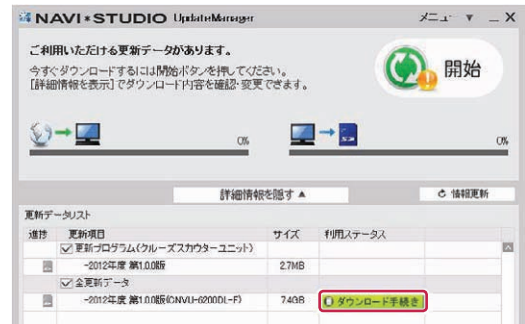 NAVI*STUDIO UpdateManager
メニュー ▼ _ X
ご利用いただける更新データがあります。
今すぐダウンロードするには開始ボタンを押してください。
[詳細情報を表示]でダウンロード内容を確認・変更できます。
開始
0%
0%
詳細情報を隠す ▲
情報更新
更新データリスト
進捗 更新項目 サイズ 利用ステータス
更新プログラム(クルーズスカウターユニット)
-2012年度 第1.0.0版 2.7MB
全更新データ
-2012年度 第1.0.0版(CNVU-6200DL-F) 7.4GB ダウンロード手続き